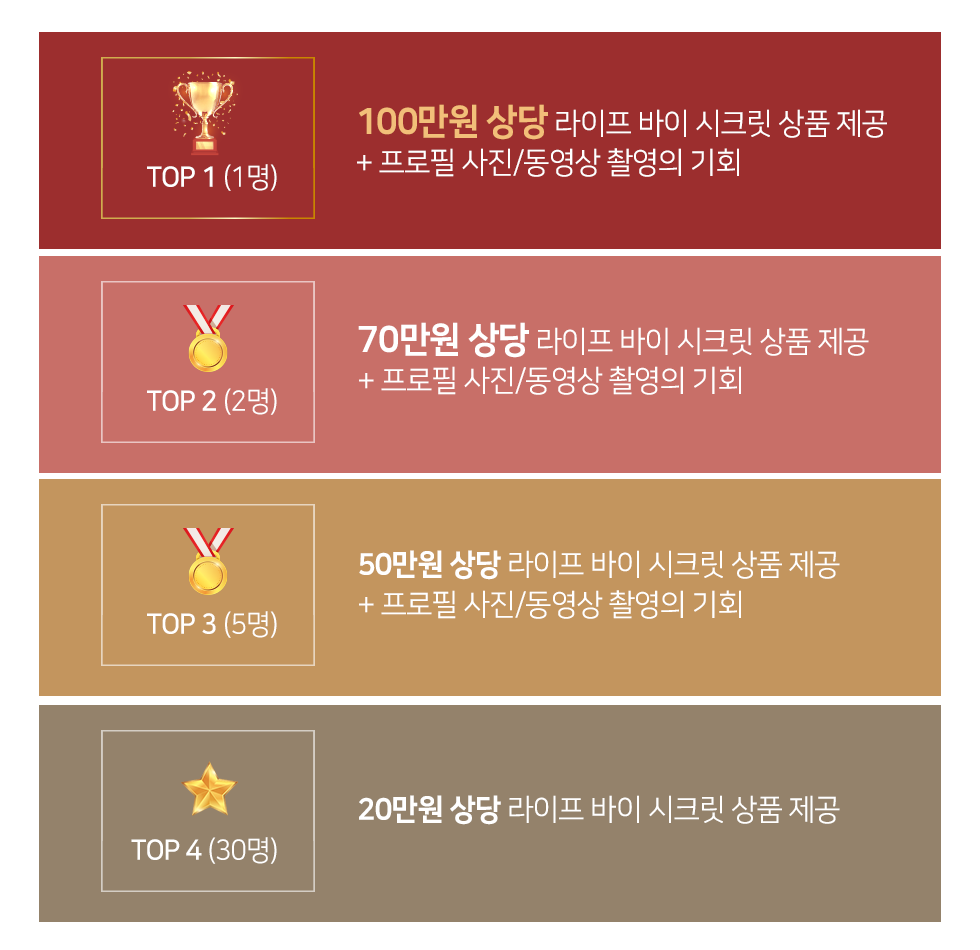 TOP 1 (1명)
100만원 상당 라이프 바이 시크릿 상품 제공
+ 프로필 사진/동영상 촬영의 기회
TOP 2 (2명)
70만원 상당 라이프 바이 시크릿 상품 제공
+ 프로필 사진/동영상 촬영의 기회
TOP 3 (5명)
50만원 상당 라이프 바이 시크릿 상품 제공
+ 프로필 사진/동영상 촬영의 기회
TOP 4 (30명)
20만원 상당 라이프 바이 시크릿 상품 제공